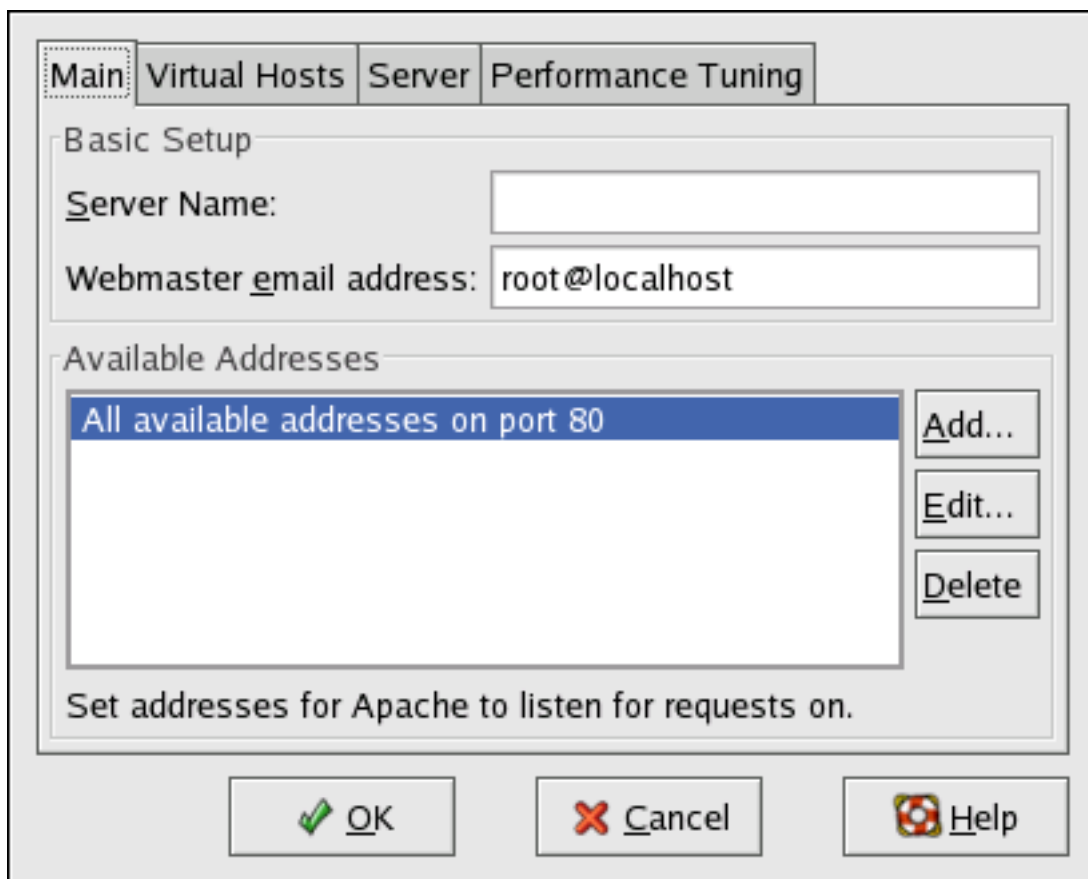 Main Virtual Hosts Server Performance Tuning
Basic Setup
Server Name:
Webmaster email address: root@localhost
Available Addresses
All available addresses on port 80
Add...
Edit...
Delete
Set addresses for Apache to listen for requests on.
OK Cancel Help